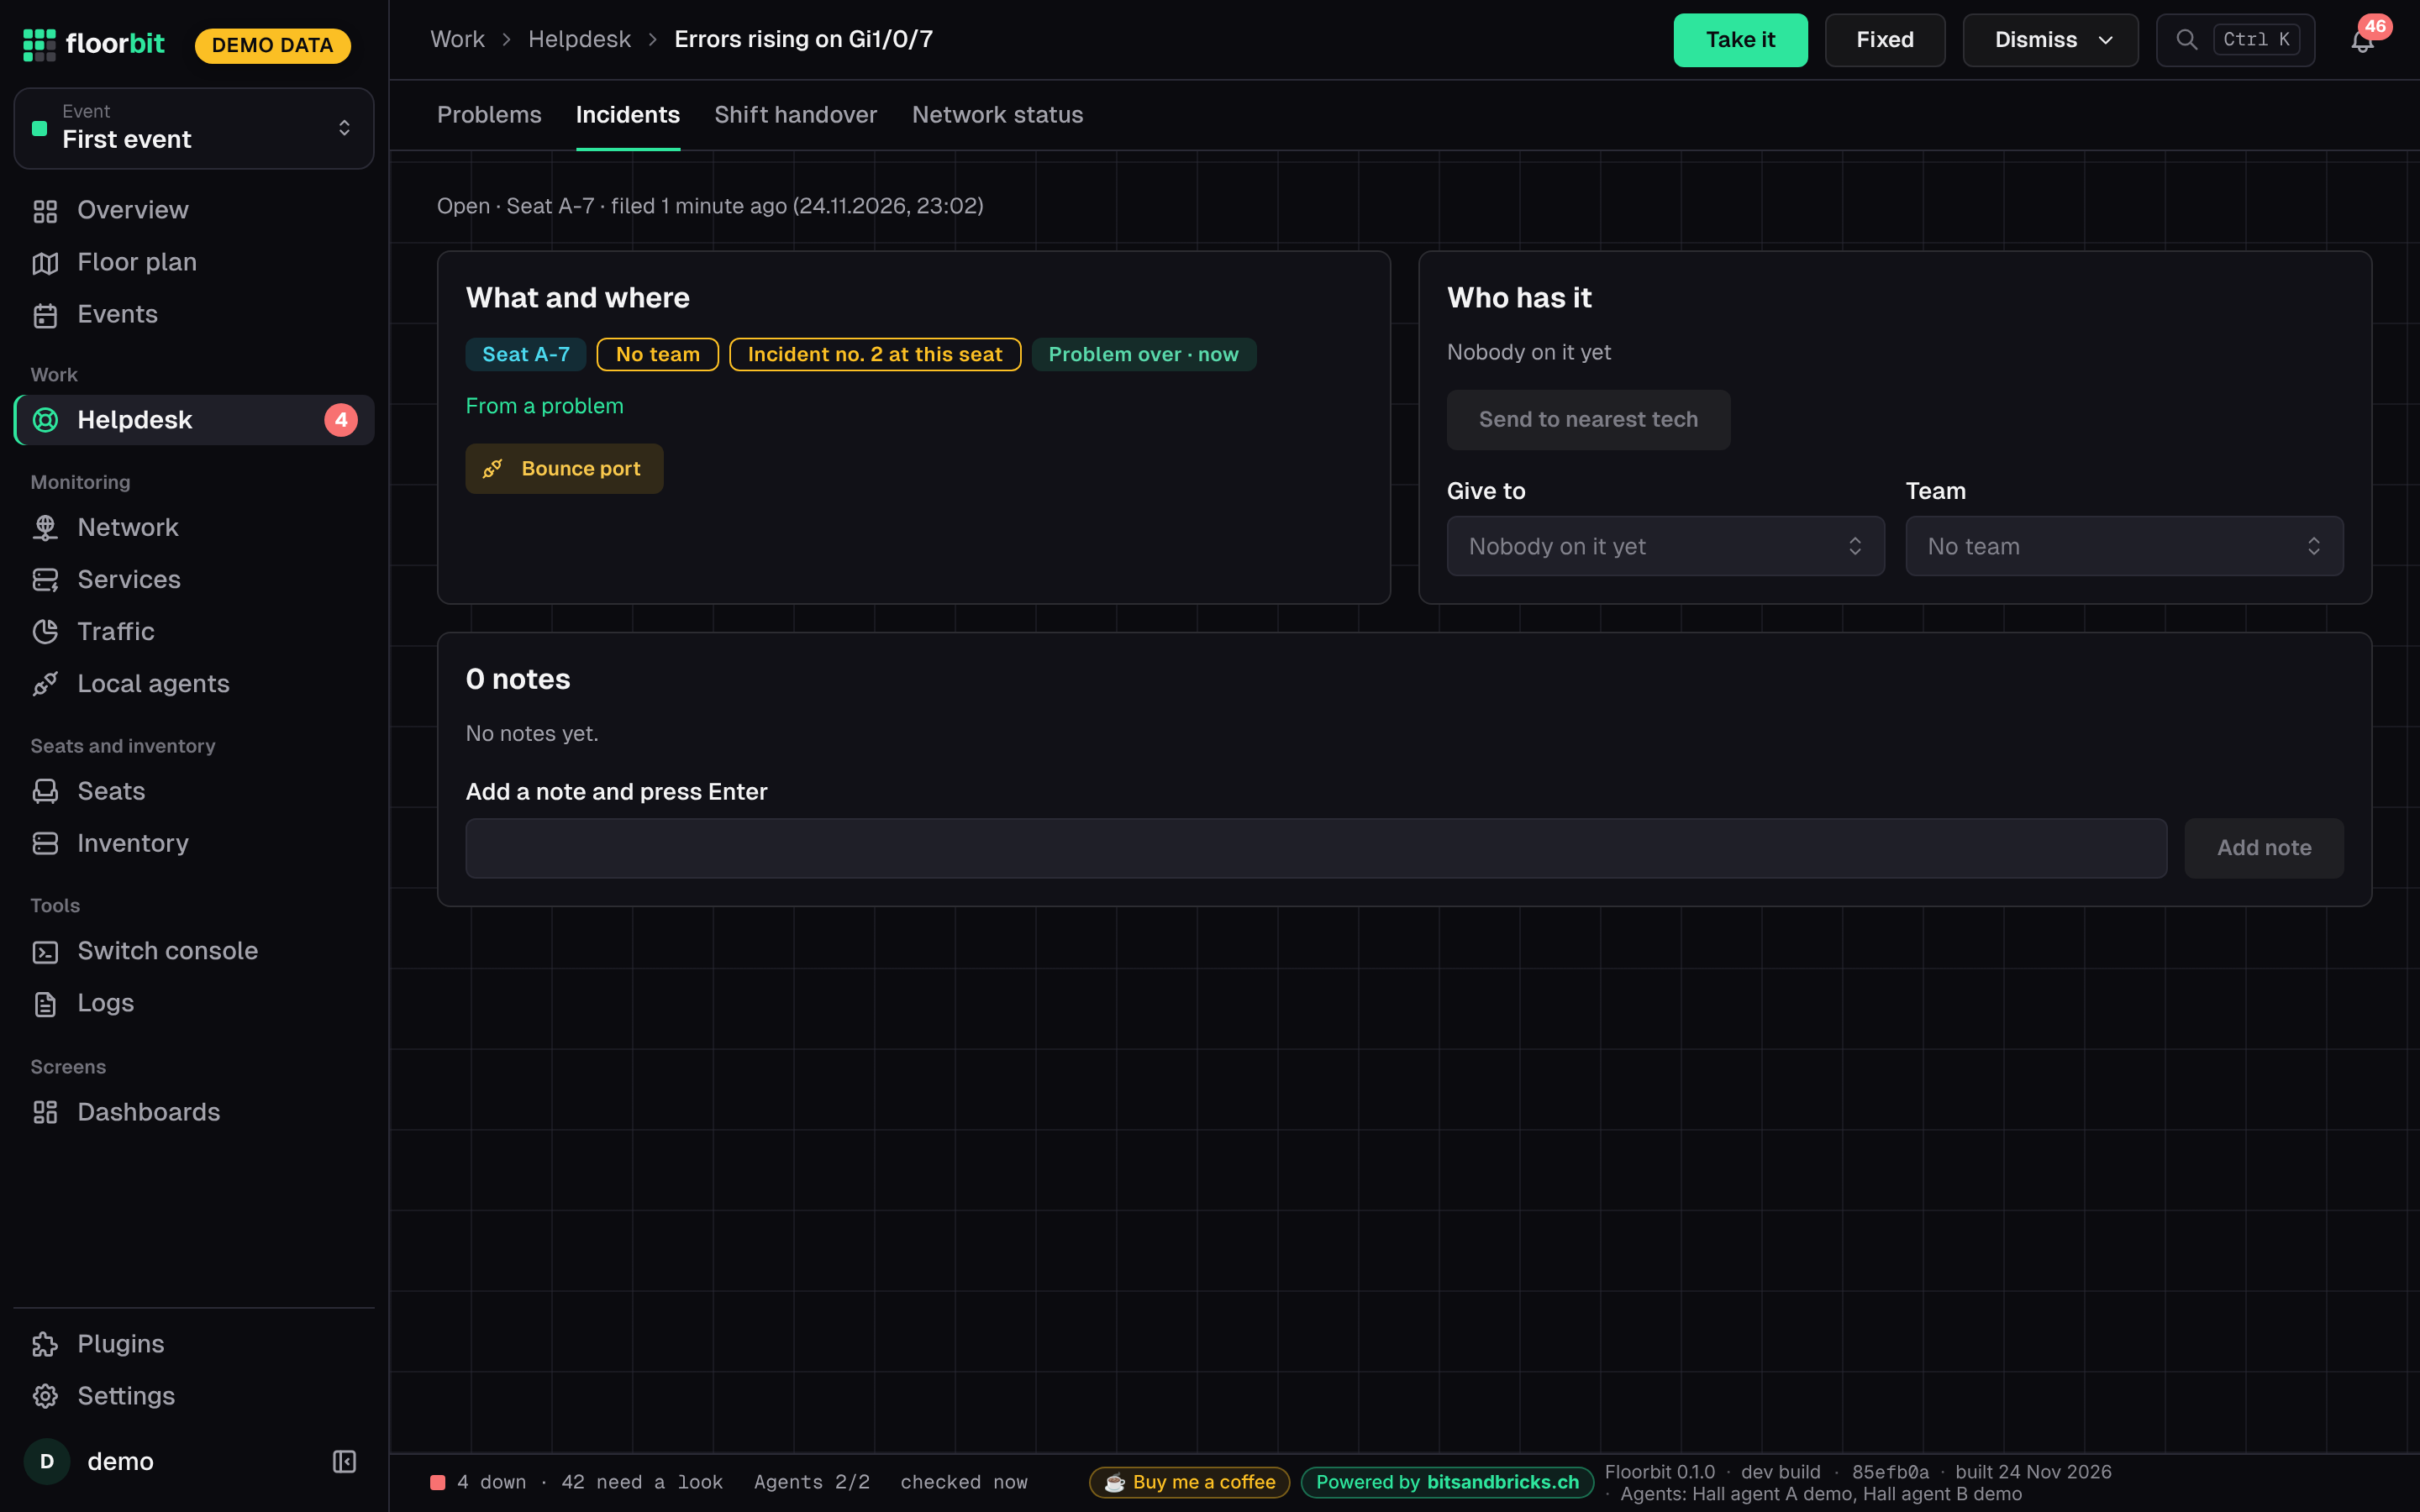 floorbit
DEMO DATA
Event
First event
Overview
Floor plan
Events
Work
Helpdesk
4
Monitoring
Network
Services
Traffic
Local agents
Seats and inventory
Seats
Inventory
Tools
Switch console
Logs
Screens
Dashboards
Plugins
Settings
D
demo
Work
Helpdesk
Errors rising on Gi1/0/7
Take it
Fixed
Dismiss
Ctrl K
46
Problems
Incidents
Shift handover
Network status
Open · Seat A-7 · filed 1 minute ago (24.11.2026, 23:02)
What and where
Seat A-7
No team
Incident no. 2 at this seat
Problem over · now
From a problem
Bounce port
Who has it
Nobody on it yet
Send to nearest tech
Give to
Team
Nobody on it yet
No team
0 notes
No notes yet.
Add a note and press Enter
Add note
4 down · 42 need a look
Agents 2/2
checked now
☕ Buy me a coffee
Powered by bitsandbricks.ch
Floorbit 0.1.0 · dev build · 85efb0a · built 24 Nov 2026
· Agents: Hall agent A demo, Hall agent B demo